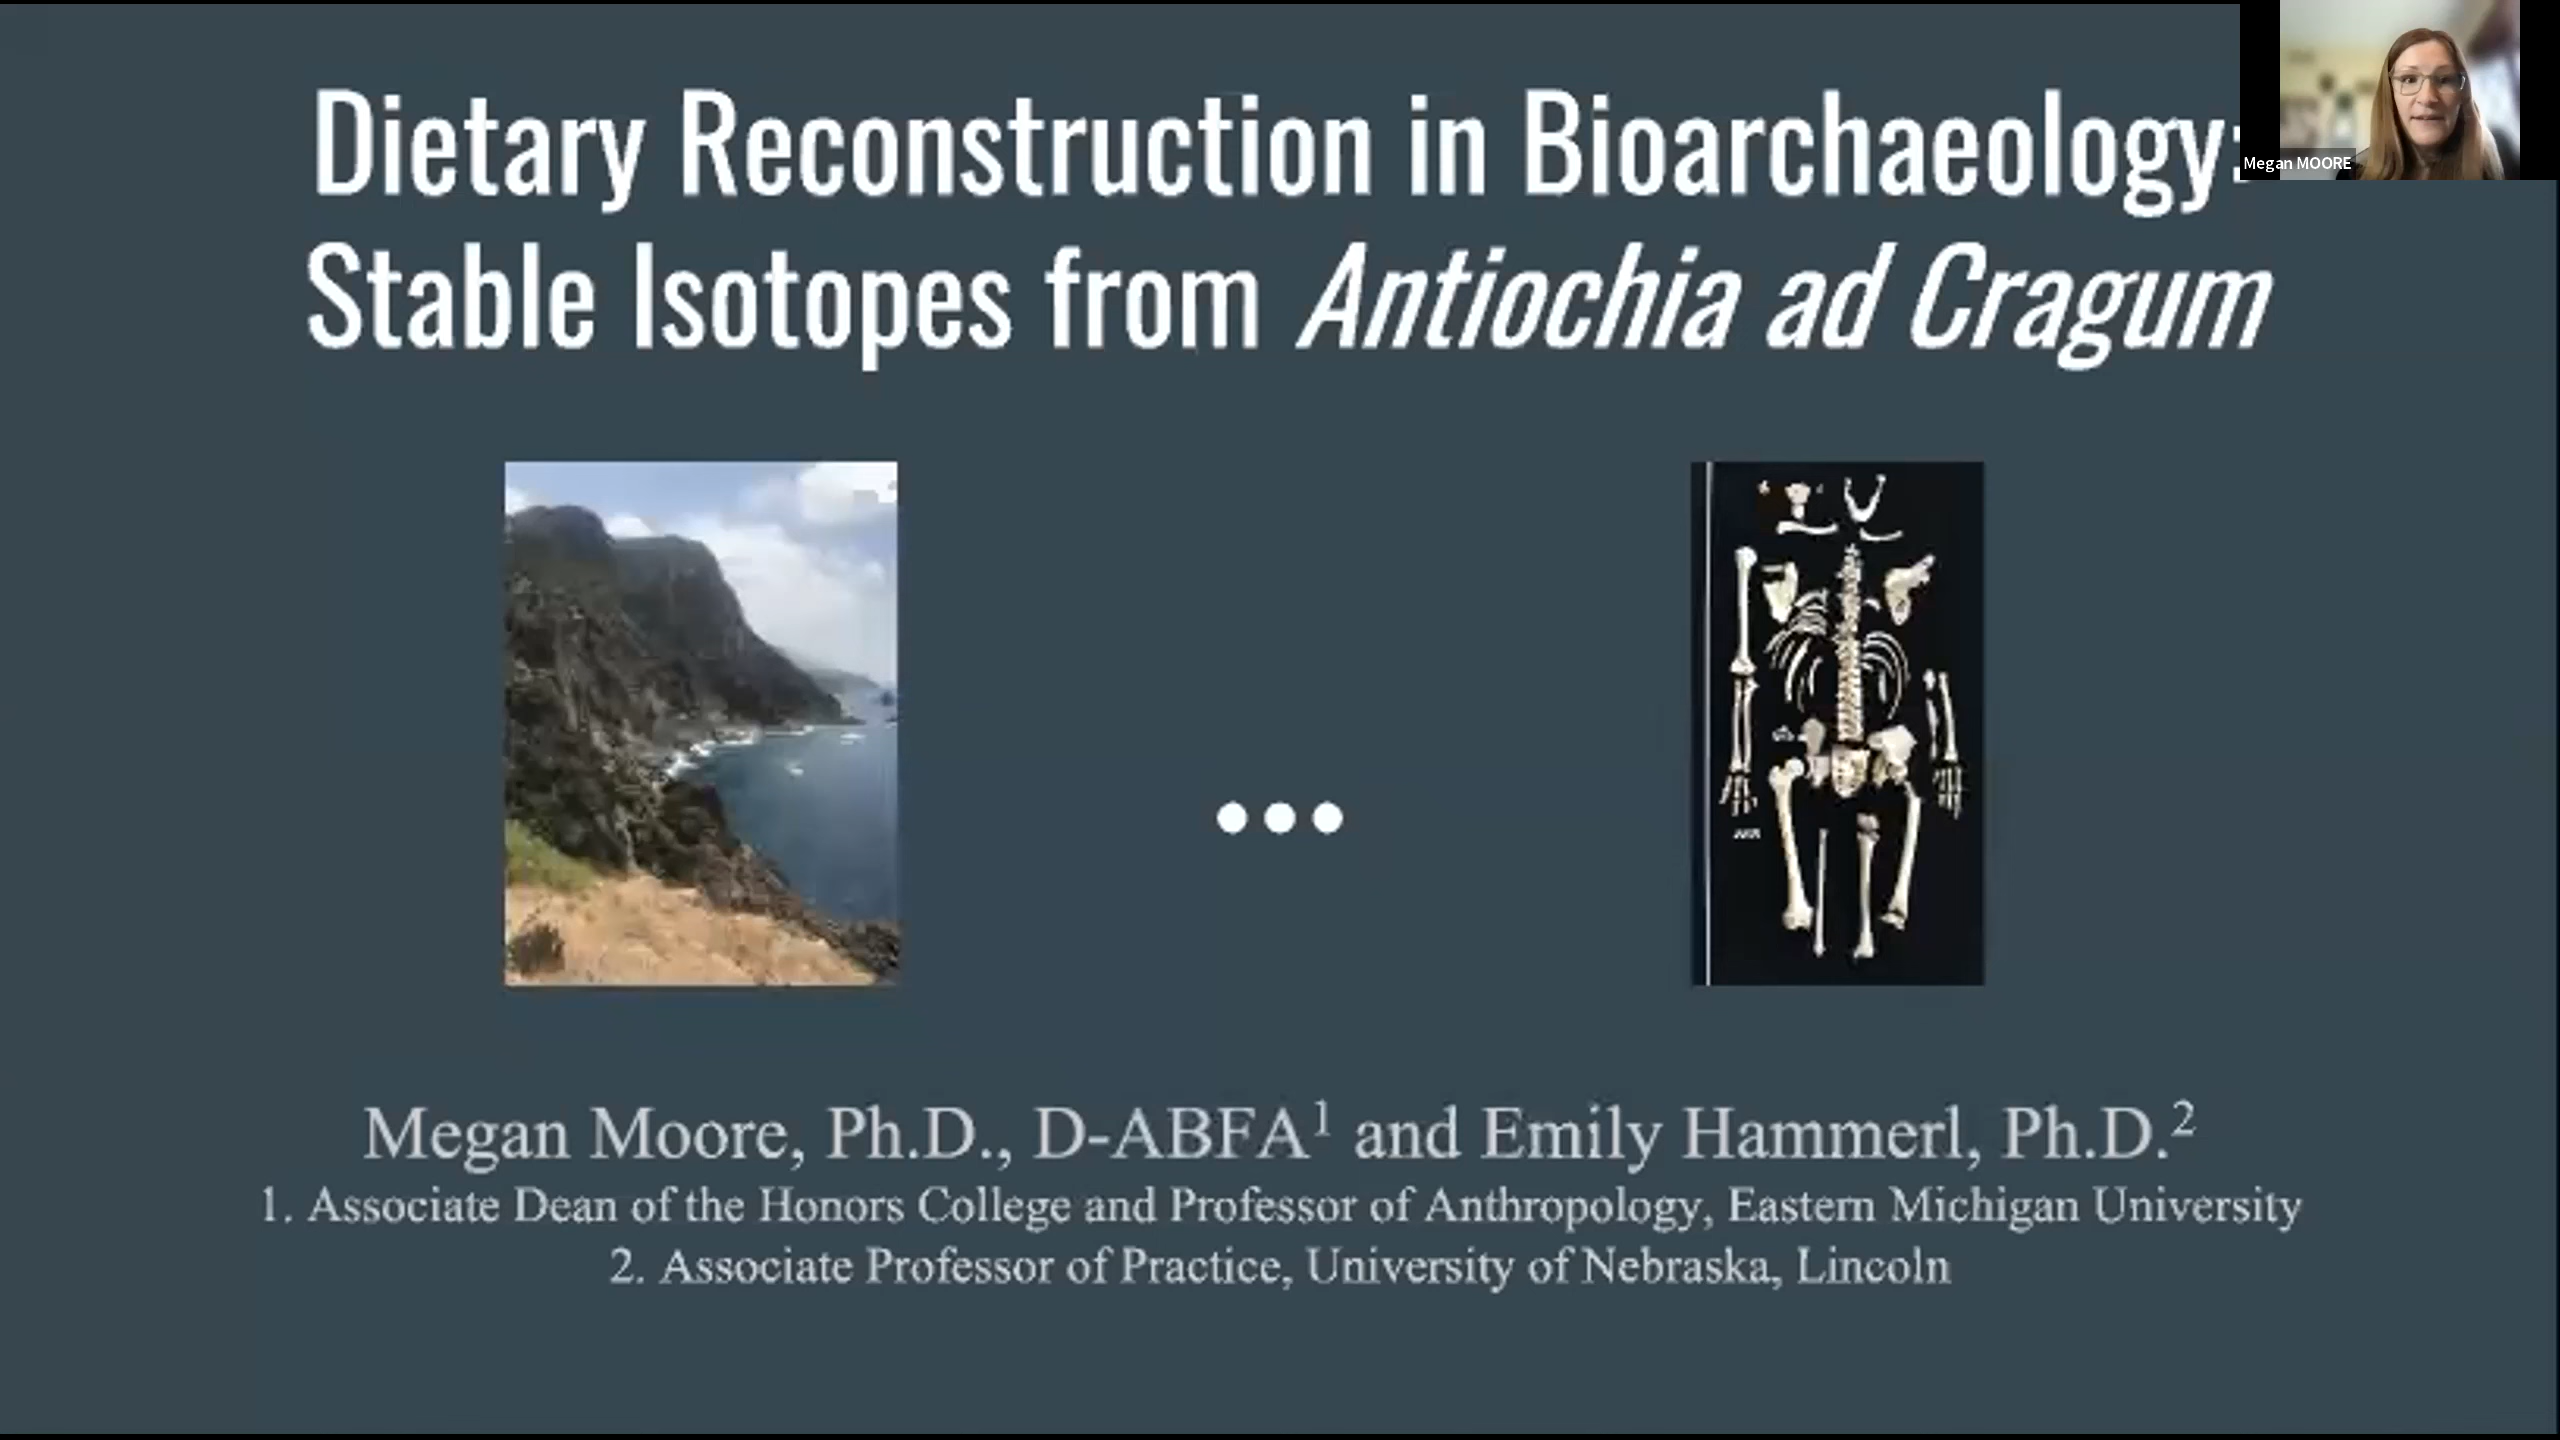 Dietary Reconstruction in Bioarchaeology:
Stable Isotopes from Antiochia ad Cragum
Megan MOORE
Megan Moore, Ph.D., D-ABFA¹ and Emily Hammerl, Ph.D.²
1. Associate Dean of the Honors College and Professor of Anthropology, Eastern Michigan University
2. Associate Professor of Practice, University of Nebraska, Lincoln